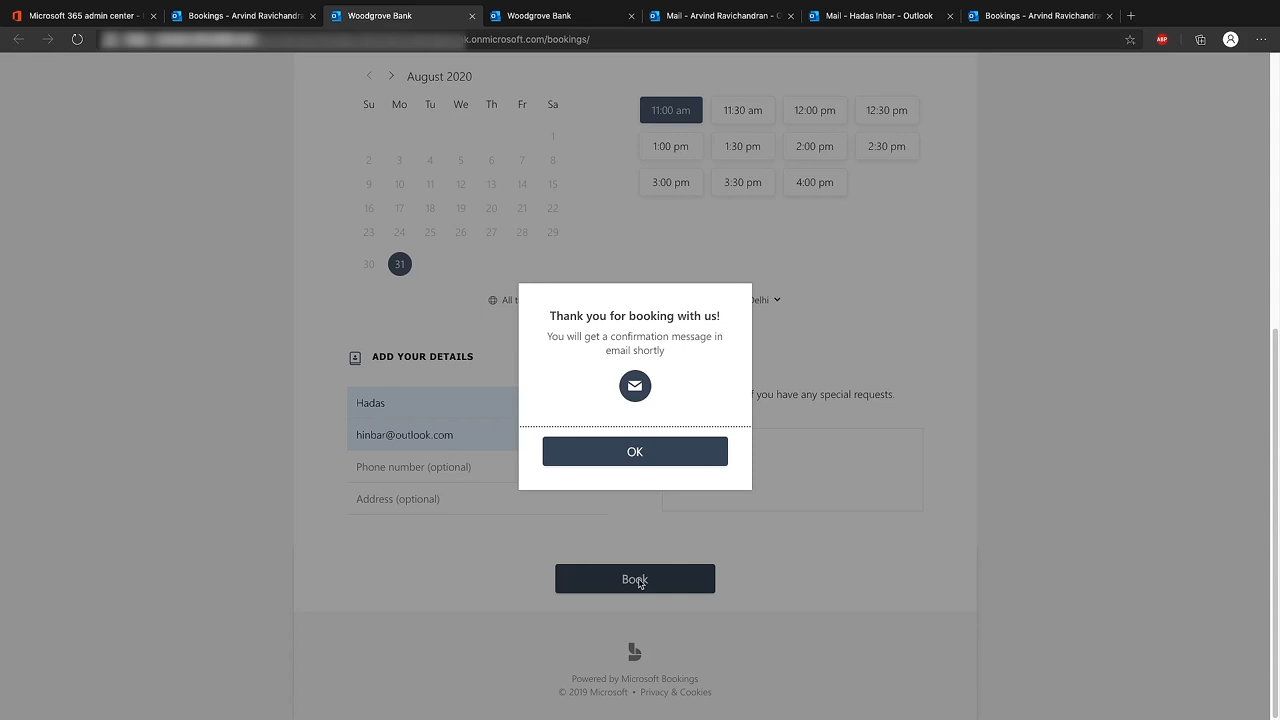 Microsoft 365 admin center -
Bookings - Arvind Ravichandra
Woodgrove Bank
Woodgrove Bank
Mail - Arvind Ravichandran - O
Mail - Hadas Inbar - Outlook
Bookings - Arvind Ravichandra
k.onmicrosoft.com/bookings/
ABP
August 2020
Su Mo Tu We Th Fr Sa
1
2 3 4 5 6 7 8
9 10 11 12 13 14 15
16 17 18 19 20 21 22
23 24 25 26 27 28 29
30 31
11:00 am 11:30 am 12:00 pm 12:30 pm
1:00 pm 1:30 pm 2:00 pm 2:30 pm
3:00 pm 3:30 pm 4:00 pm
All t
Delhi
Thank you for booking with us!
You will get a confirmation message in
email shortly
OK
ADD YOUR DETAILS
Hadas
hinbar@outlook.com
Phone number (optional)
Address (optional)
if you have any special requests.
Book
Powered by Microsoft Bookings
© 2019 Microsoft • Privacy & Cookies